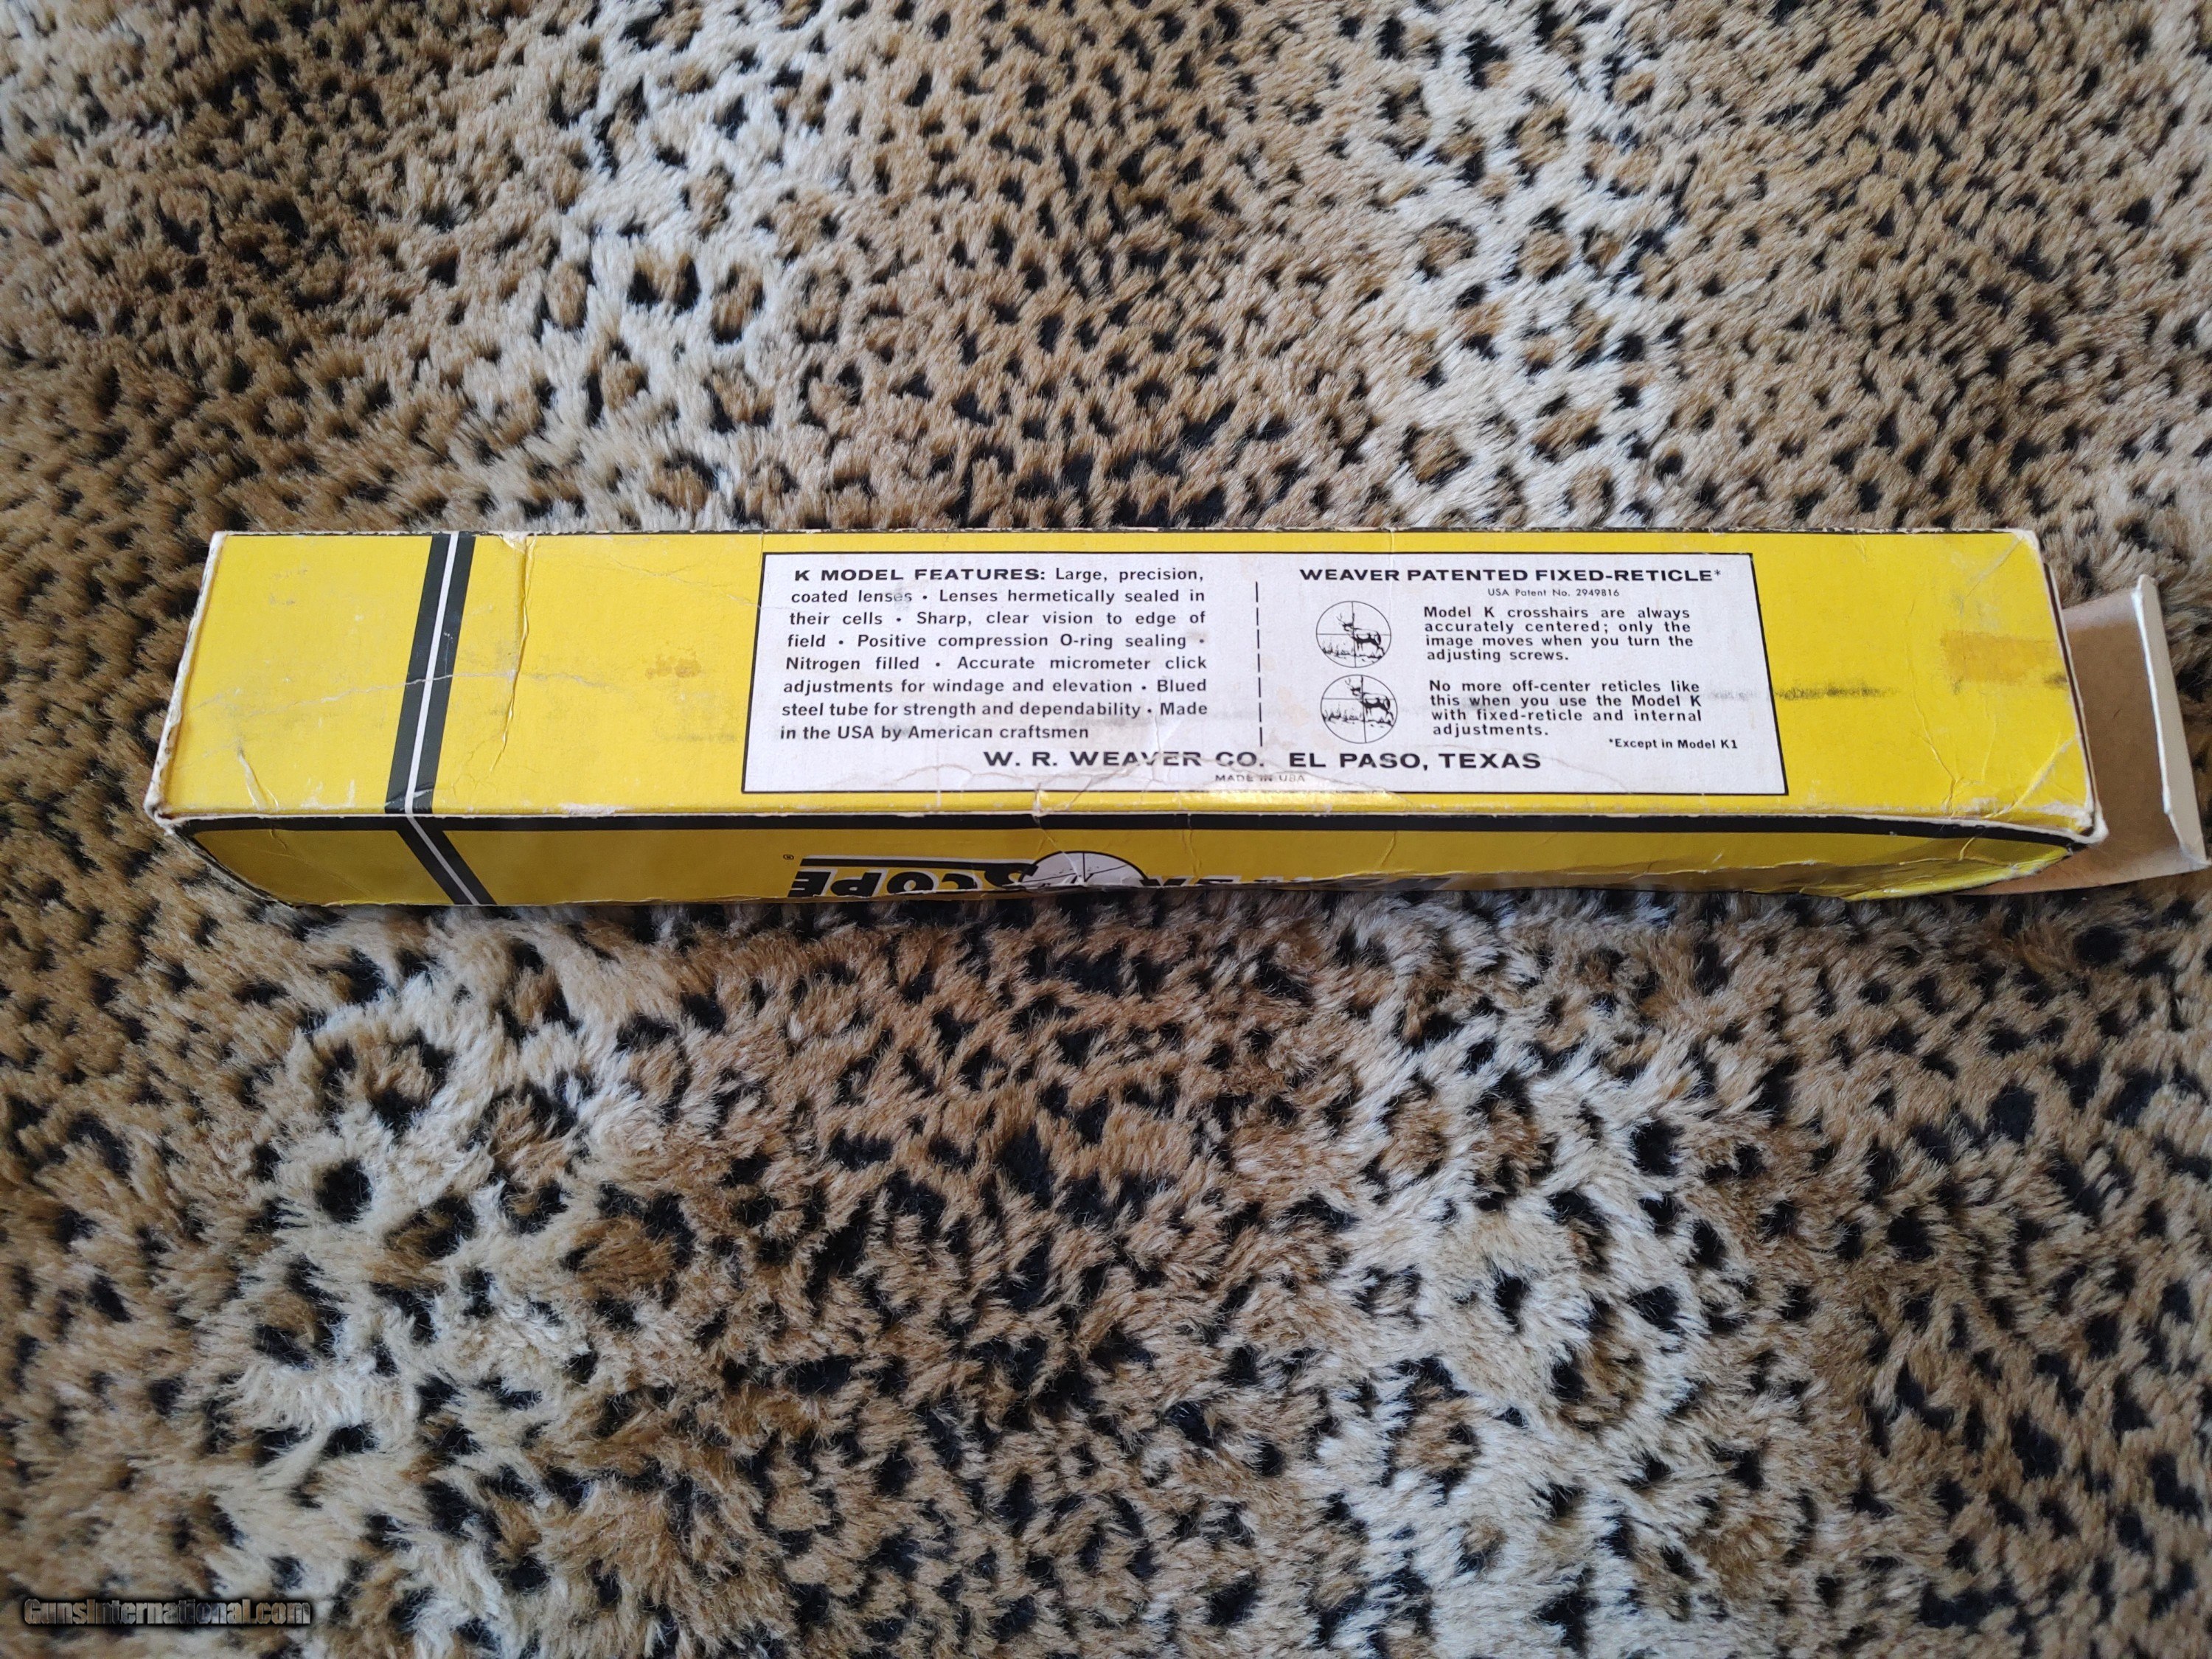 K MODEL FEATURES: Large, precision,
coated lenses • Lenses hermetically sealed in
their cells • Sharp, clear vision to edge of
field • Positive compression O-ring sealing •
Nitrogen filled • Accurate micrometer click
adjustments for windage and elevation • Blued
steel tube for strength and dependability • Made
in the USA by American craftsmen
WEAVER PATENTED FIXED-RETICLE*
USA Patent No. 2949816
Model K crosshairs are always
accurately centered; only the
image moves when you turn the
adjusting screws.
No more off-center reticles like
this when you use the Model K
with fixed-reticle and internal
adjustments.
*Except in Model K1
W. R. WEAVER CO. EL PASO, TEXAS
MADE IN USA
SCOPE ®
GunsInternational.com